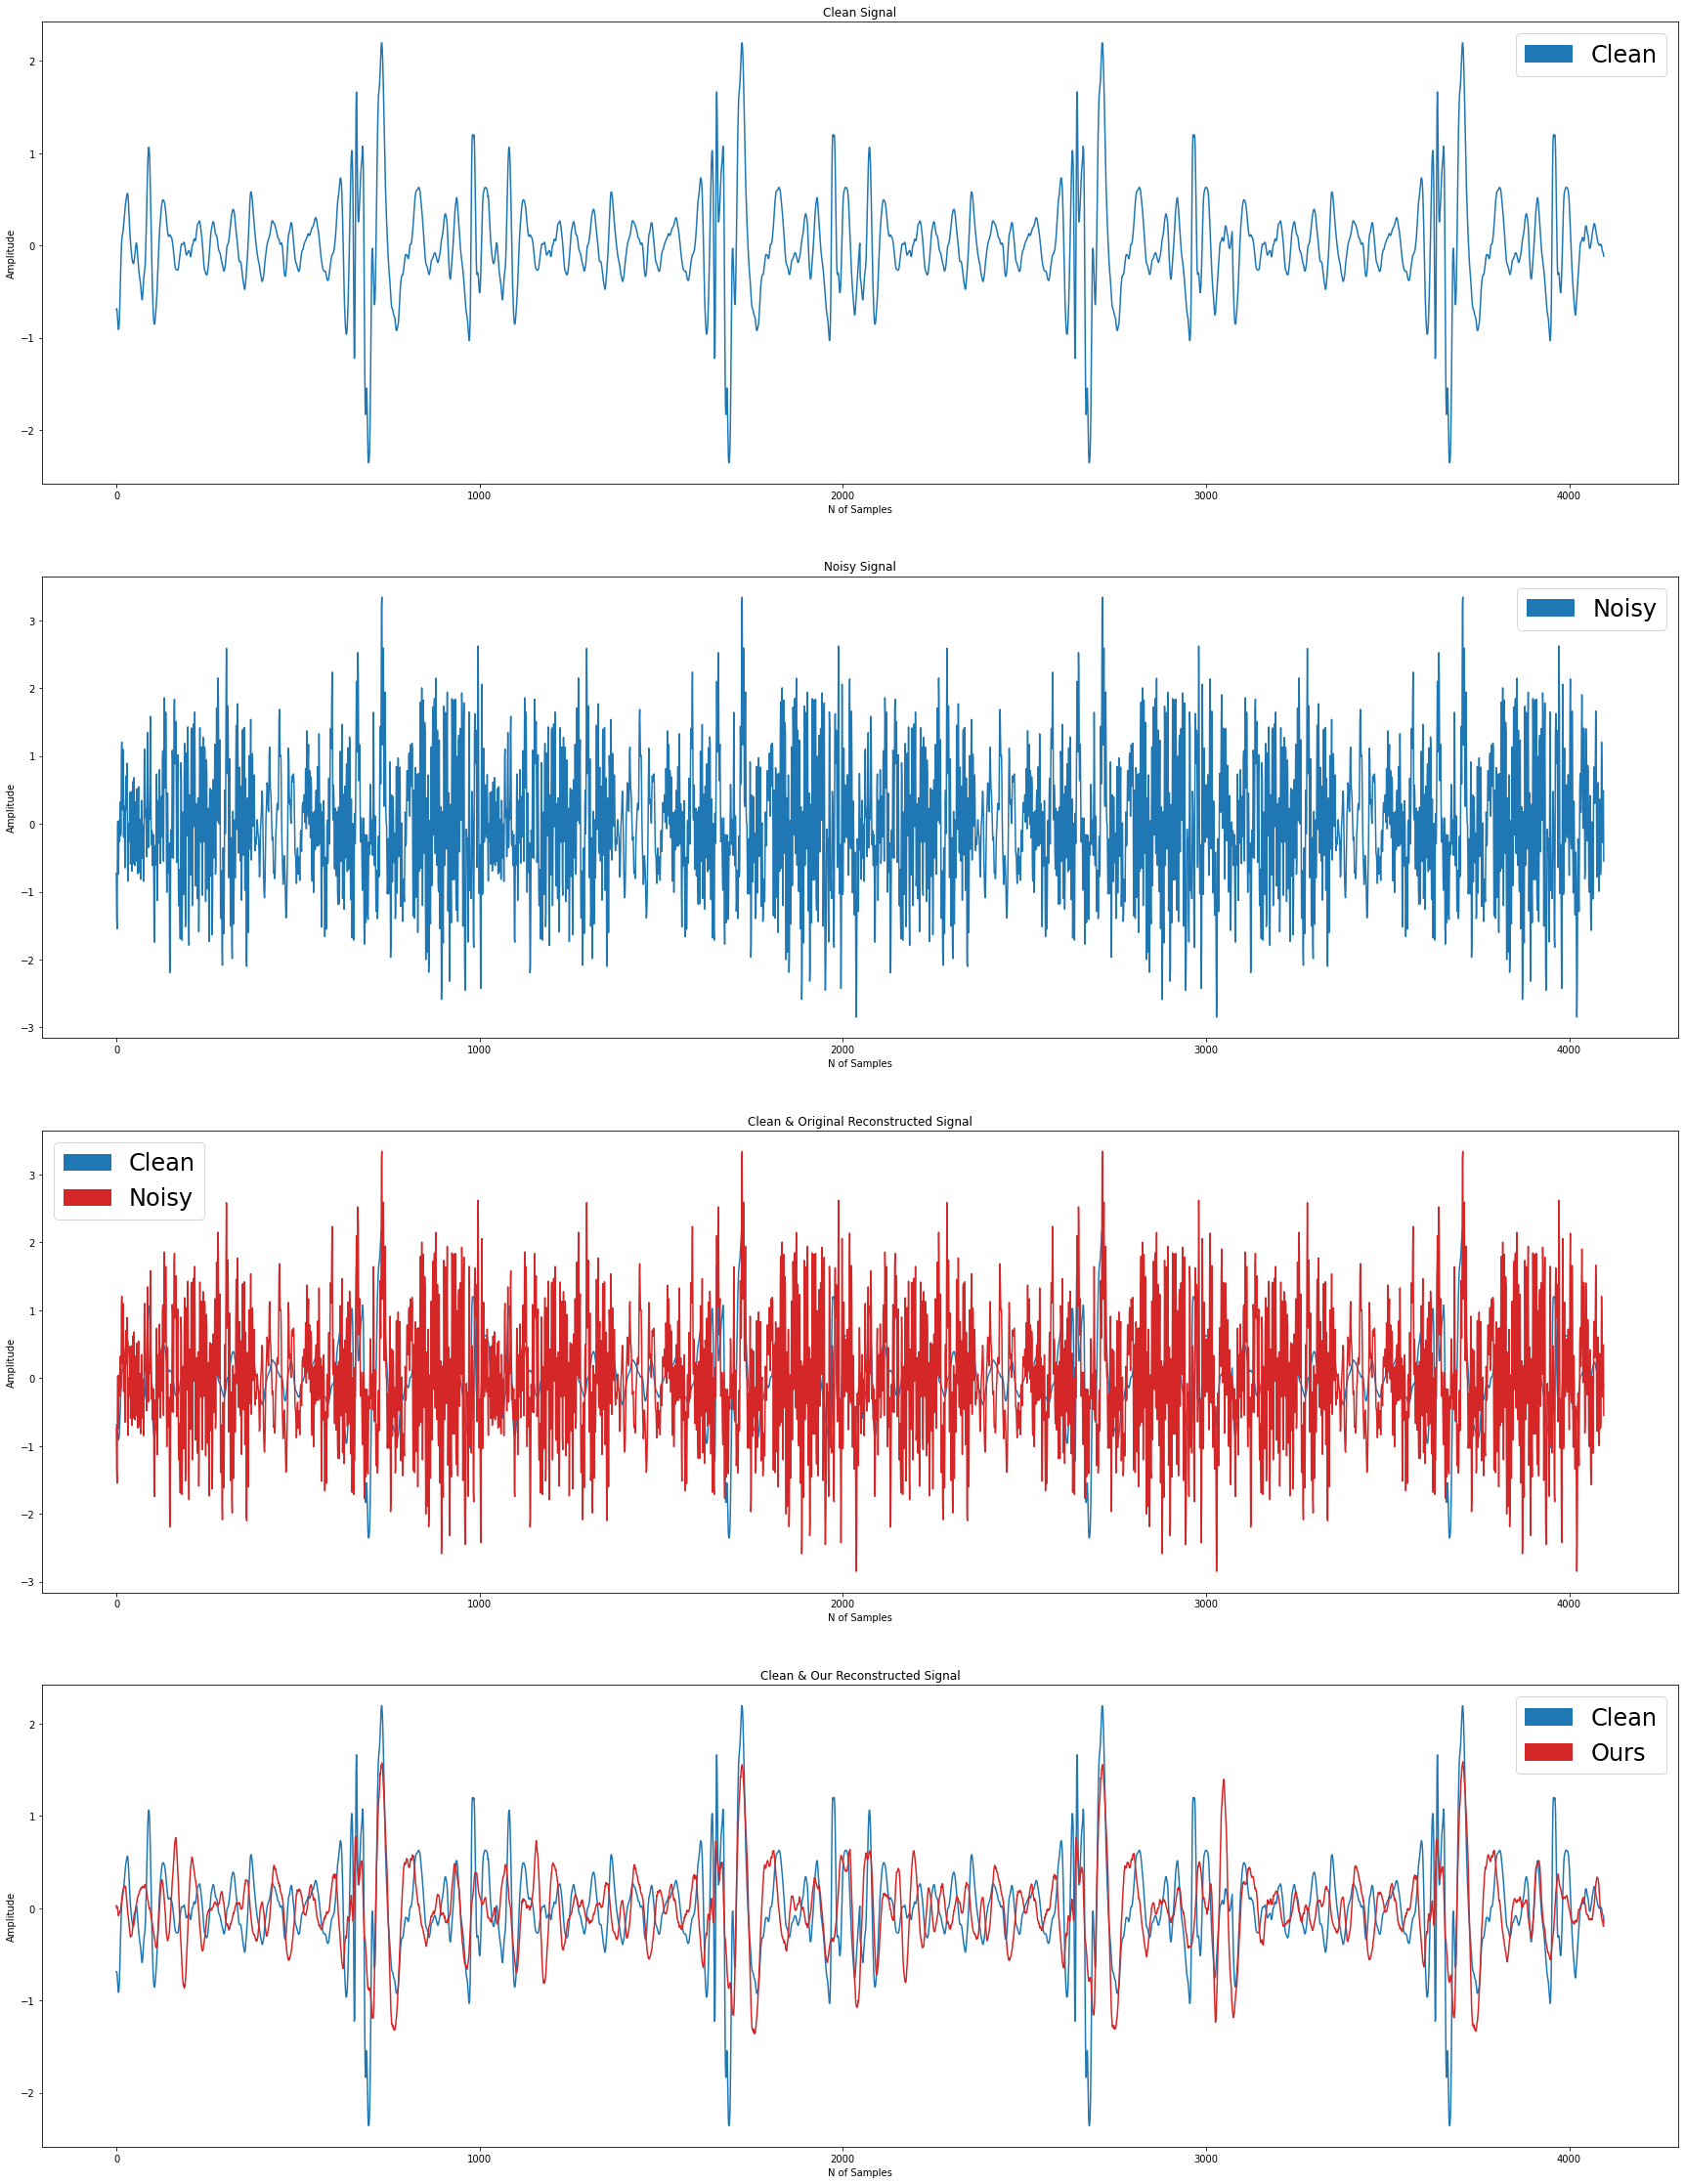 Clean Signal
Clean
2
1
0
−1
−2
Amplitude
0 1000 2000 3000 4000
N of Samples
Noisy Signal
Noisy
3
2
1
0
−1
−2
−3
Amplitude
0 1000 2000 3000 4000
N of Samples
Clean & Original Reconstructed Signal
Clean
Noisy
3
2
1
0
−1
−2
−3
Amplitude
0 1000 2000 3000 4000
N of Samples
Clean & Our Reconstructed Signal
Clean
Ours
2
1
0
−1
−2
Amplitude
0 1000 2000 3000 4000
N of Samples